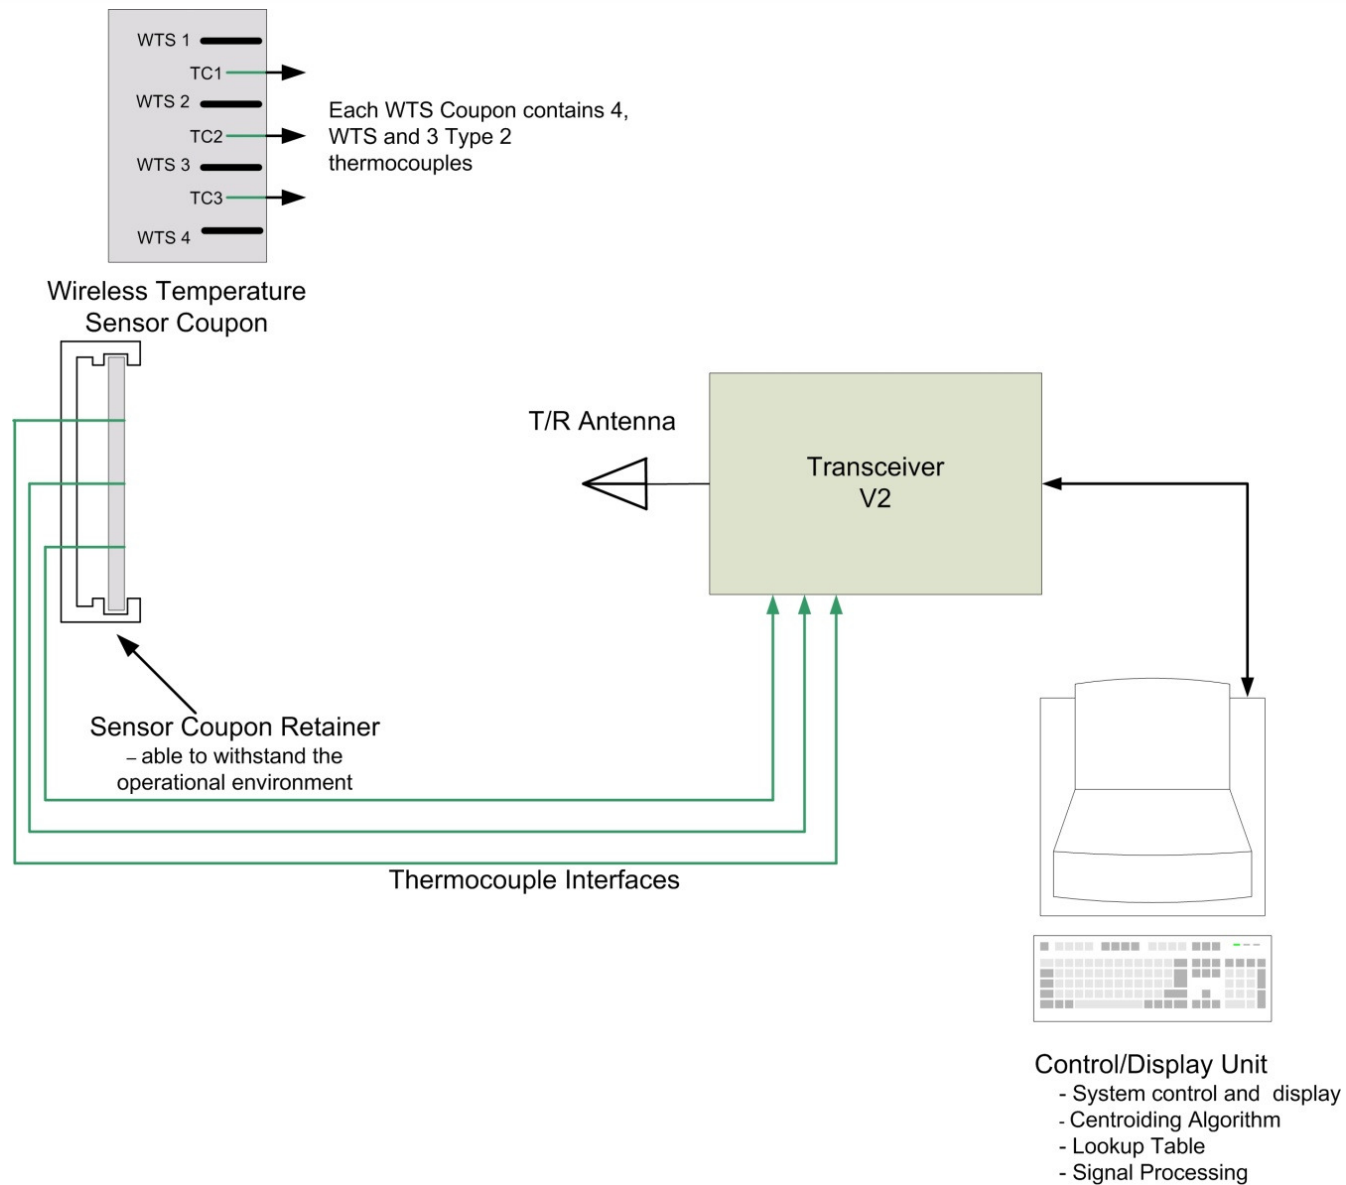 WTS 1
TC1
WTS 2
TC2
WTS 3
TC3
WTS 4
Each WTS Coupon contains 4,
WTS and 3 Type 2
thermocouples
Wireless Temperature
Sensor Coupon
T/R Antenna
Transceiver
V2
Sensor Coupon Retainer
– able to withstand the
operational environment
Thermocouple Interfaces
Control/Display Unit
- System control and display
- Centroiding Algorithm
- Lookup Table
- Signal Processing